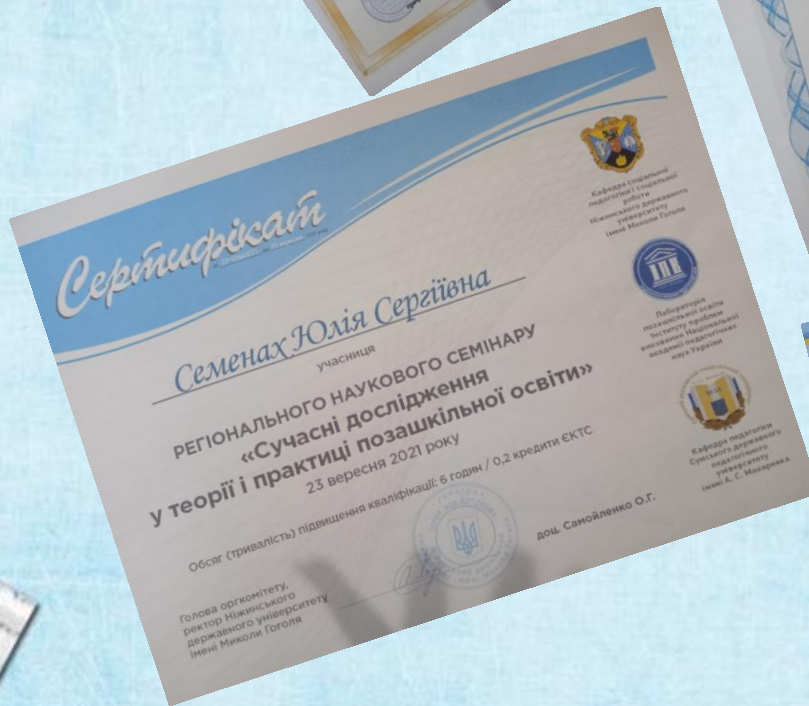 Сертифікат
Семенах Юлія Сергіївна
учасниця
РЕГІОНАЛЬНОГО НАУКОВОГО СЕМІНАРУ
«Сучасні дослідження
у теорії і практиці позашкільної освіти»
23 вересня 2021 року
Обсяг (тривалість) підвищення кваліфікації: 6 годин / 0,2 кредити ЄКТС
Голова оргкомітету,
ректор Ніжинського
державного університету
імені Миколи Гоголя
доц. Самойленко О.Г.
Кафедра соціальної
педагогіки і соціальної
роботи
Ніжинського державного
університету
імені Миколи Гоголя
Лабораторія
позашкільної освіти
Інституту проблем
виховання Національної
академії педагогічних
наук України
Кафедра педагогіки
Сумського державного
педагогічного
університету
імені А. С. Макаренка
УКРАЇНА